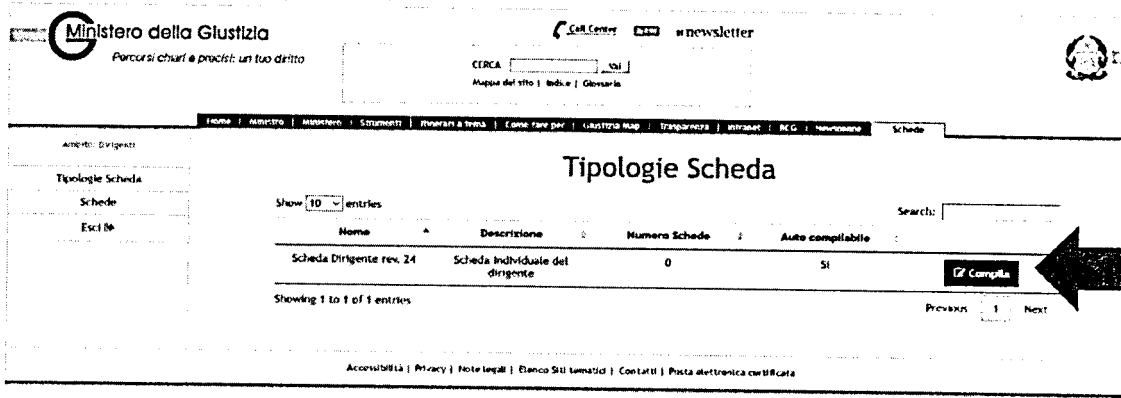 Ministero della Giustizia
Percorsi chiari e precisi: un tuo diritto
Call Center NEW newsletter
CERCA vai
Mappa del sito | Indice | Glossario
Home | Ministro | Ministero | Strumenti | Itinerari a tema | Come fare per | Giustizia Map | Trasparenza | Intranet | BCG | Newsonline Schede
Ambito: Dirigenti
Tipologie Scheda
Schede
Esci
Tipologie Scheda
Show 10 entries
Search:
Nome Descrizione Numero Schede Auto compilabile
Scheda Dirigente rev. 24 Scheda Individuale del dirigente 0 Si Compila
Showing 1 to 1 of 1 entries
Previous 1 Next
Accessibilità | Privacy | Note legali | Elenco Siti tematici | Contatti | Posta elettronica certificata